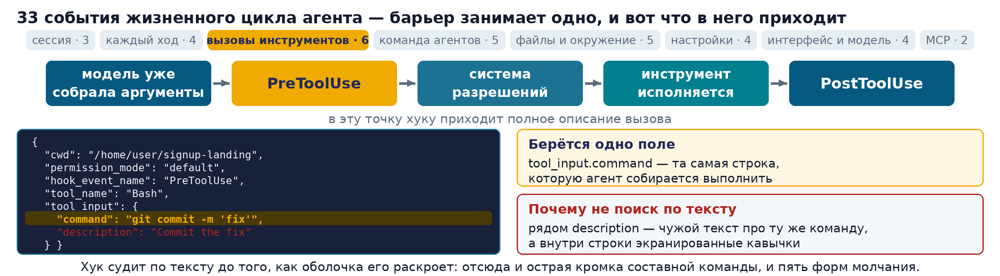 33 события жизненного цикла агента — барьер занимает одно, и вот что в него приходит
сессия · 3
каждый ход · 4
вызовы инструментов · 6
команда агентов · 5
файлы и окружение · 5
настройки · 4
интерфейс и модель · 4
MCP · 2
модель уже
собрала аргументы
PreToolUse
система
разрешений
инструмент
исполняется
PostToolUse
в эту точку хуку приходит полное описание вызова
{
"cwd": "/home/user/signup-landing",
"permission_mode": "default",
"hook_event_name": "PreToolUse",
"tool_name": "Bash",
"tool_input": {
"command": "git commit -m 'fix'",
"description": "Commit the fix"
} }
Берётся одно поле
tool_input.command — та самая строка,
которую агент собирается выполнить
Почему не поиск по тексту
рядом description — чужой текст про ту же команду,
а внутри строки экранированные кавычки
Хук судит по тексту до того, как оболочка его раскроет: отсюда и острая кромка составной команды, и пять форм молчания.